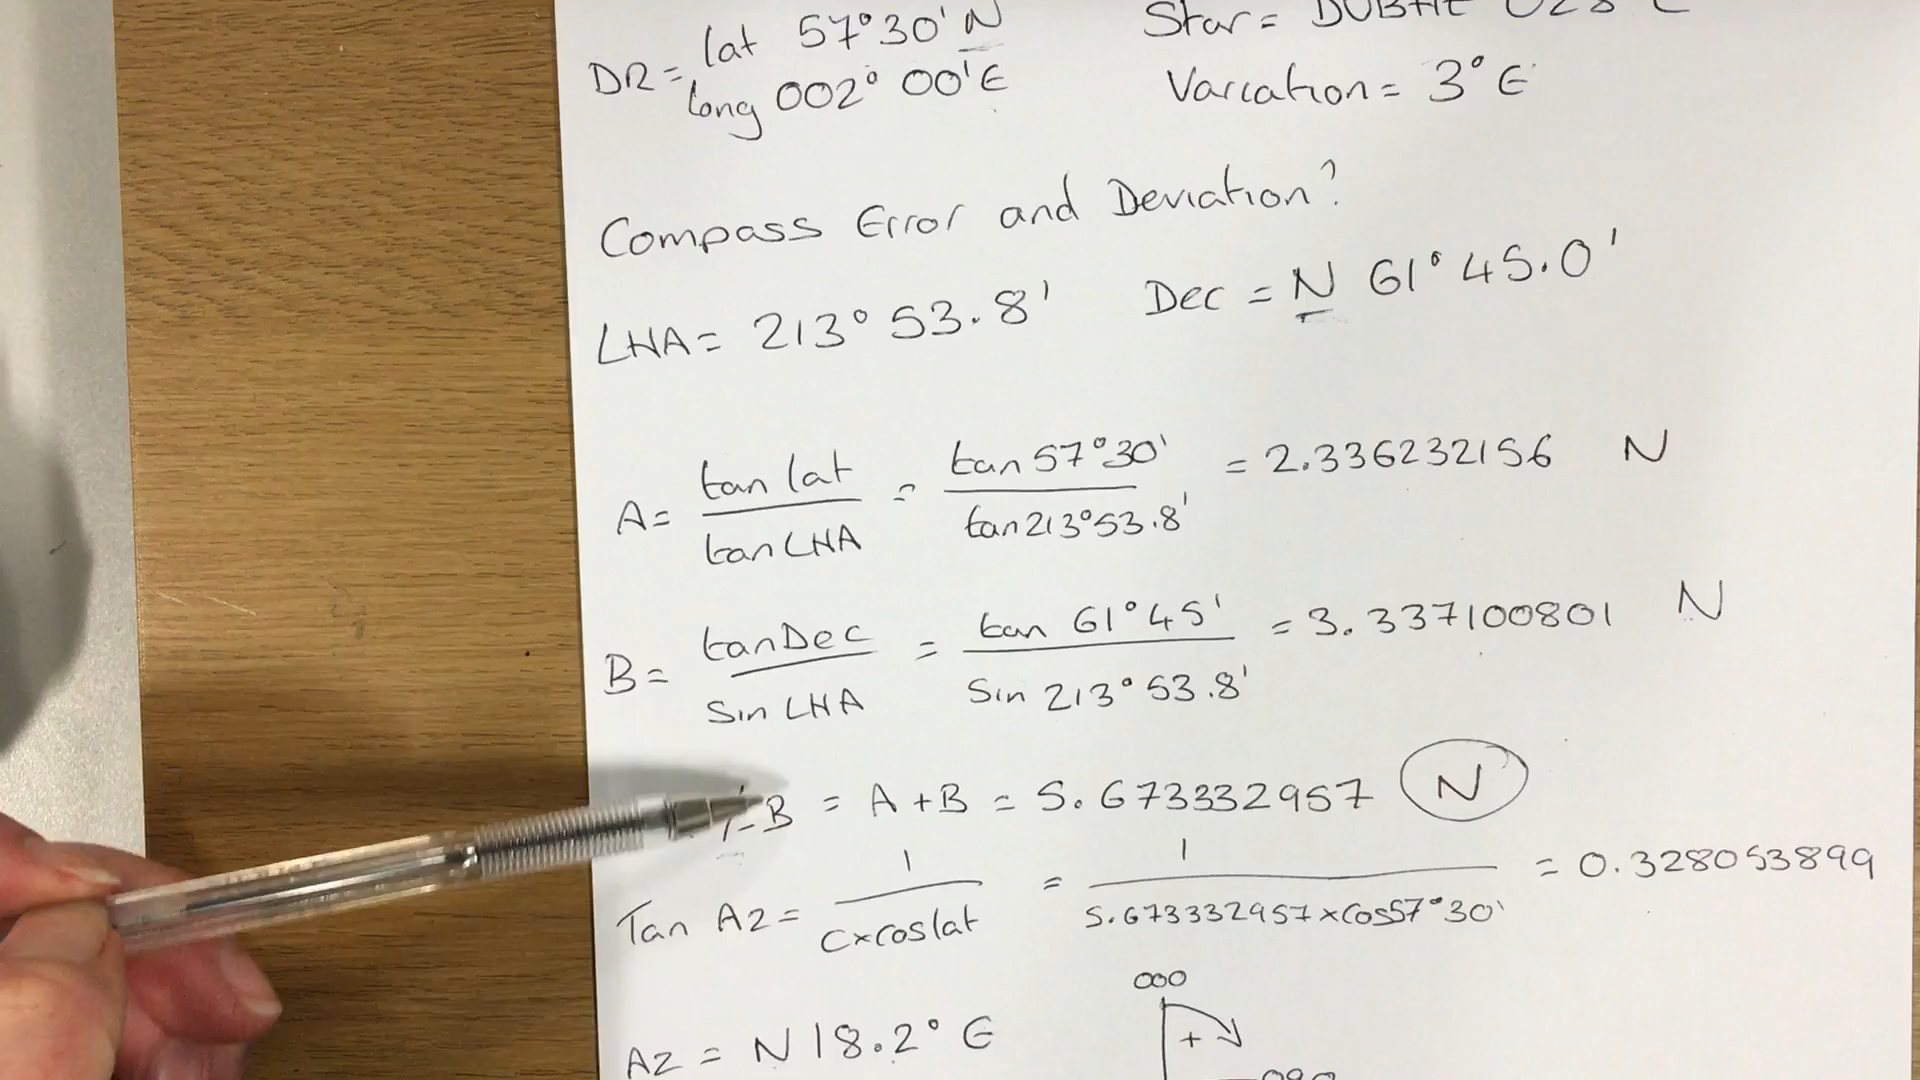 DR = lat 57°30'N
long 002° 00'E
Star =
Variation = 3° E
Compass Error and Deviation?
LHA = 213° 53.8' Dec = N 61° 45.0'
A = tan lat / tan LHA = tan 57°30' / tan 213°53.8' = 2.336232156 N
B = tan Dec / Sin LHA = tan 61°45' / Sin 213°53.8' = 3.337100801 N
= A + B = 5.673332957 N
Tan AZ = 1 / C×cos lat = 1 / 5.673332957×Cos57°30' = 0.328053899
AZ = N 18.2° E
000
+